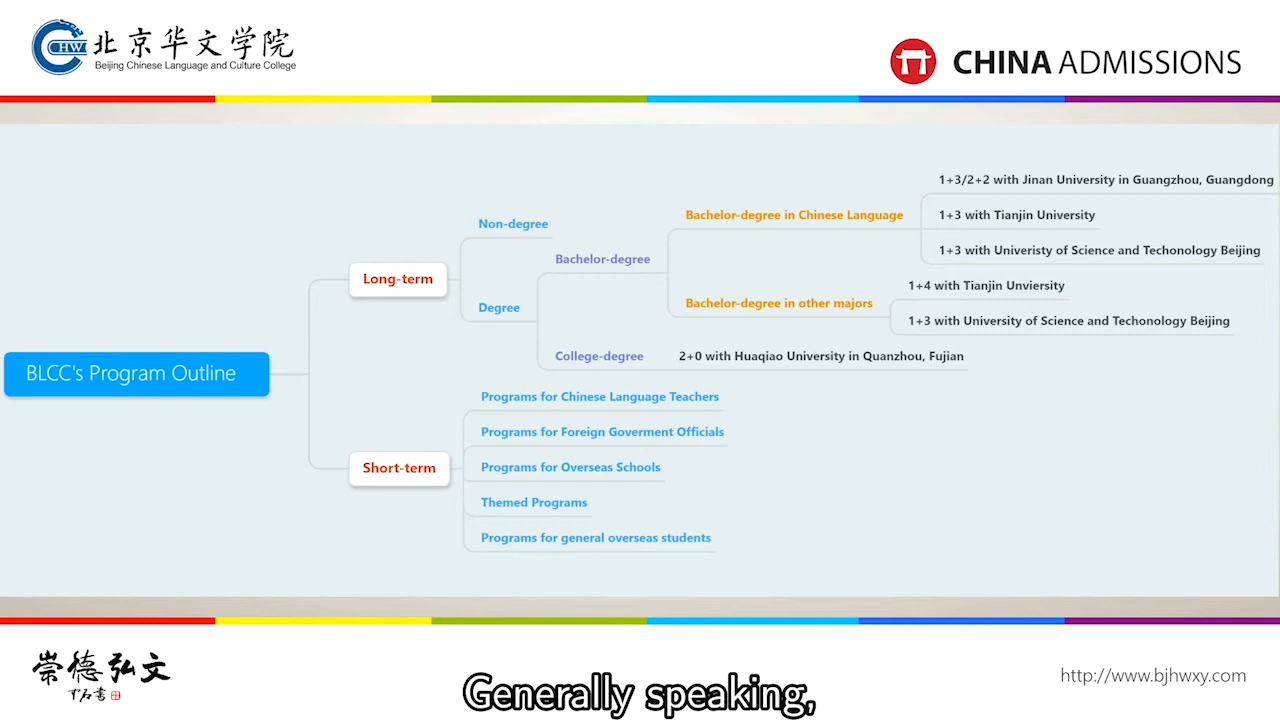 北京华文学院
Beijing Chinese Language and Culture College
CHW
CHINA ADMISSIONS
BLCC's Program Outline
Long-term
Non-degree
Degree
Bachelor-degree
Bachelor-degree in Chinese Language
1+3/2+2 with Jinan University in Guangzhou, Guangdong
1+3 with Tianjin University
1+3 with Univeristy of Science and Techonology Beijing
Bachelor-degree in other majors
1+4 with Tianjin Unviersity
1+3 with University of Science and Techonology Beijing
College-degree
2+0 with Huaqiao University in Quanzhou, Fujian
Short-term
Programs for Chinese Language Teachers
Programs for Foreign Goverment Officials
Programs for Overseas Schools
Themed Programs
Programs for general overseas students
崇德弘文
http://www.bjhwxy.com
Generally speaking,